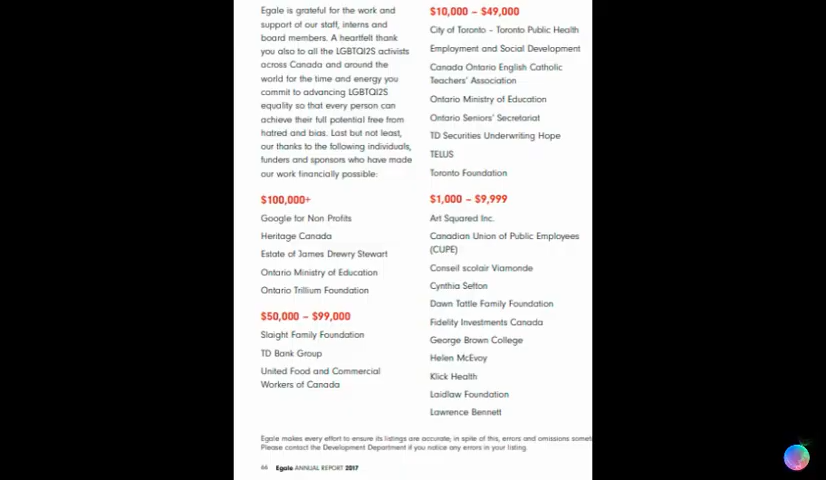 Egale is grateful for the work and
support of our staff, interns and
board members. A heartfelt thank
you also to all the LGBTQI2S activists
across Canada and around the
world for the time and energy you
commit to advancing LGBTQI2S
equality so that every person can
achieve their full potential free from
hatred and bias. Last but not least,
our thanks to the following individuals,
funders and sponsors who have made
our work financially possible:
$100,000+
Google for Non Profits
Heritage Canada
Estate of James Drewry Stewart
Ontario Ministry of Education
Ontario Trillium Foundation
$50,000 – $99,000
Slaight Family Foundation
TD Bank Group
United Food and Commercial
Workers of Canada
$10,000 – $49,000
City of Toronto – Toronto Public Health
Employment and Social Development
Canada Ontario English Catholic
Teachers' Association
Ontario Ministry of Education
Ontario Seniors' Secretariat
TD Securities Underwriting Hope
TELUS
Toronto Foundation
$1,000 – $9,999
Art Squared Inc.
Canadian Union of Public Employees
(CUPE)
Conseil scolair Viamonde
Cynthia Sefton
Dawn Tattle Family Foundation
Fidelity Investments Canada
George Brown College
Helen McEvoy
Klick Health
Laidlaw Foundation
Lawrence Bennett
Egale makes every effort to ensure its listings are accurate; in spite of this, errors and omissions somet
Please contact the Development Department if you notice any errors in your listing.
66 Egale ANNUAL REPORT 2017